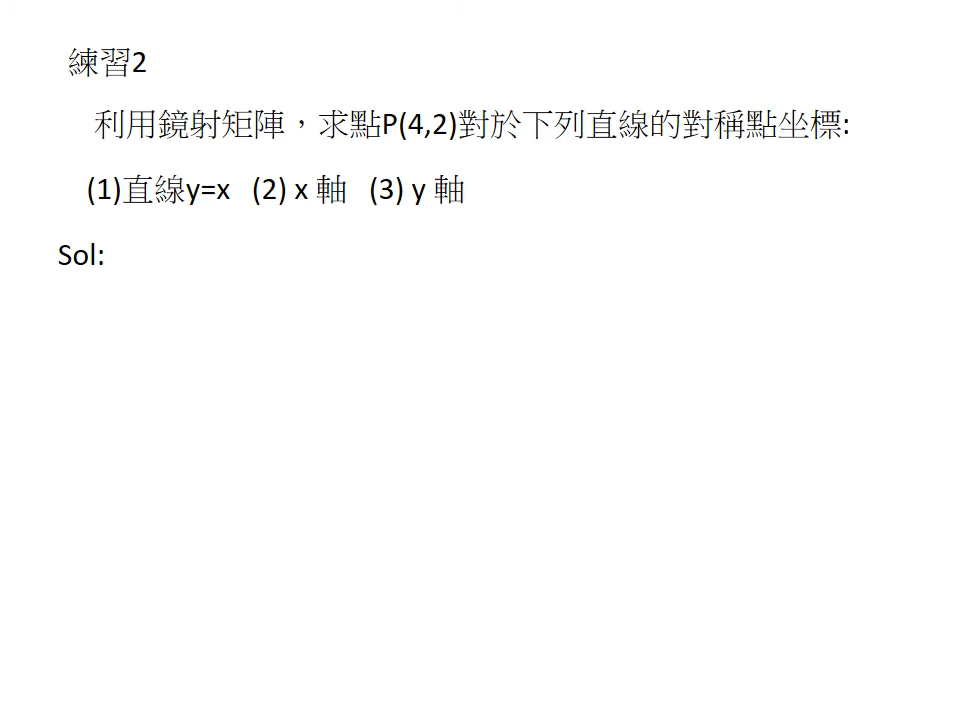 練習2
利用鏡射矩陣，求點P(4,2)對於下列直線的對稱點坐標:
(1)直線y=x (2) x 軸 (3) y 軸
Sol: